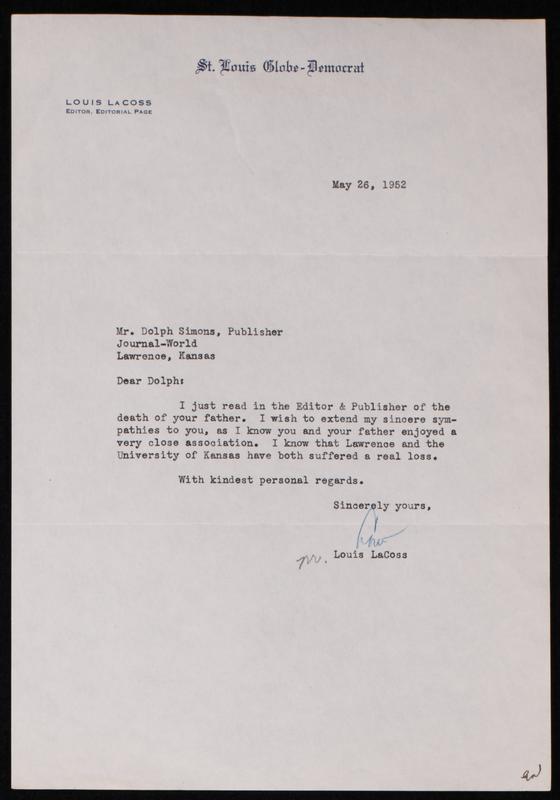 St. Louis Globe-Democrat
LOUIS LACOSS
EDITOR, EDITORIAL PAGE
May 26, 1952
Mr. Dolph Simons, Publisher
Journal-World
Lawrence, Kansas
Dear Dolph:
I just read in the Editor & Publisher of the
death of your father. I wish to extend my sincere sym-
pathies to you, as I know you and your father enjoyed a
very close association. I know that Lawrence and the
University of Kansas have both suffered a real loss.
With kindest personal regards.
Sincerely yours,
Louis LaCoss